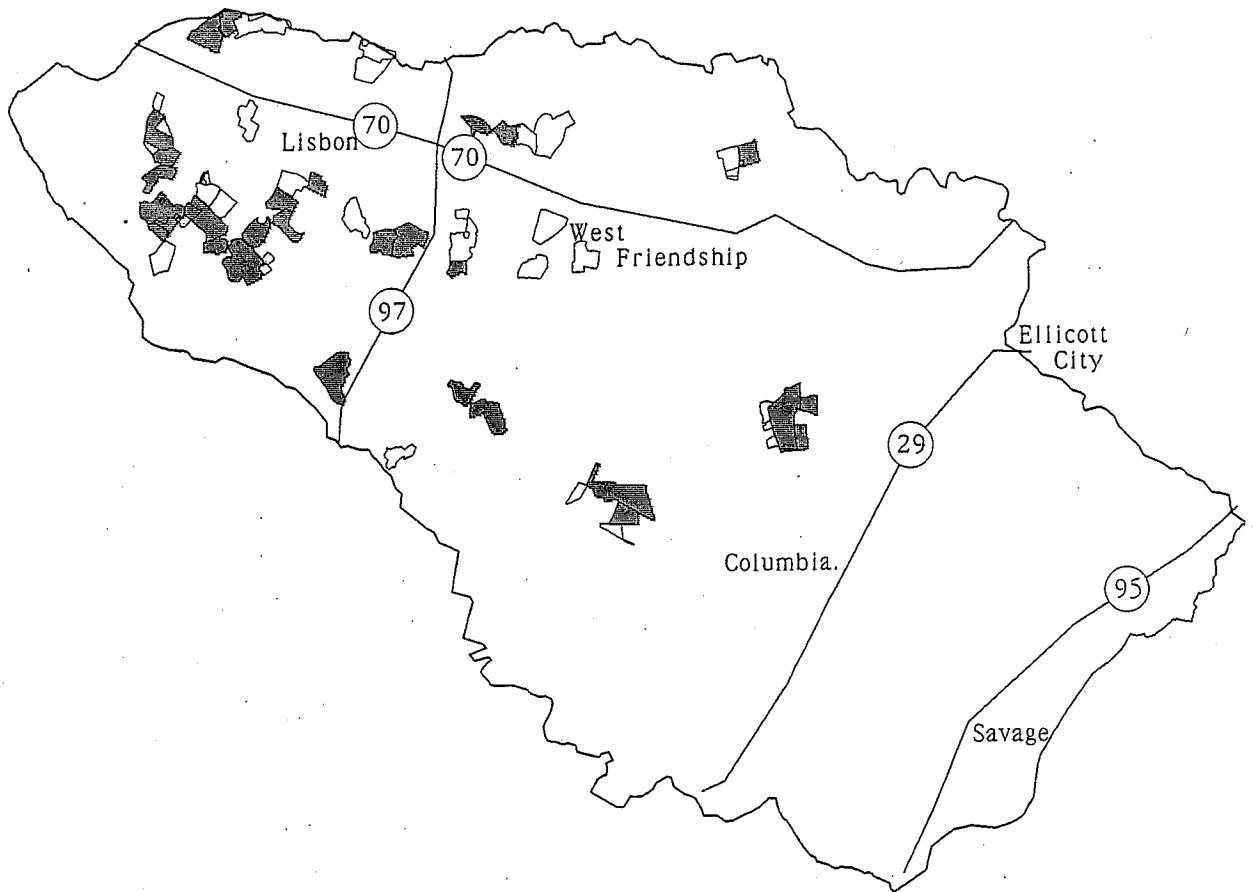 70
Lisbon
70
West
Friendship
97
Ellicott
City
29
Columbia.
95
Savage